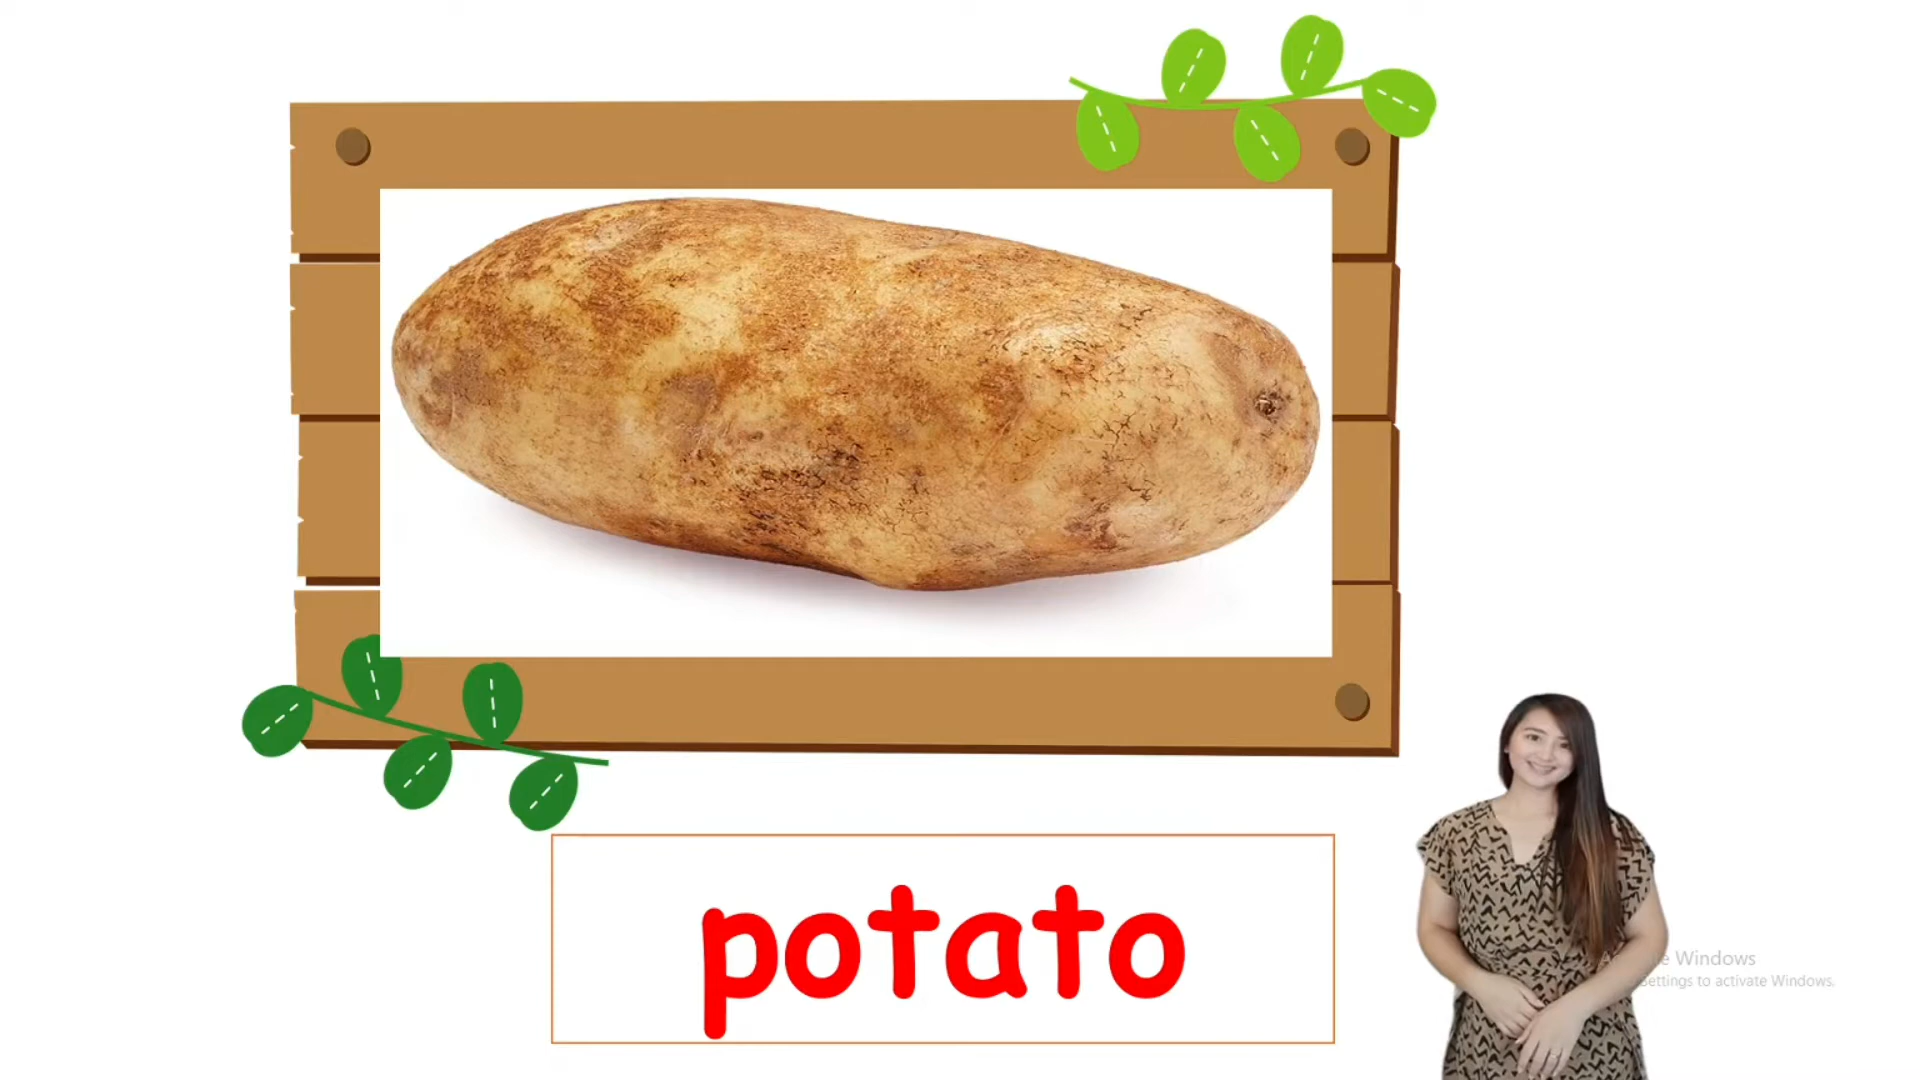 potato
Windows
Settings to activate Windows.